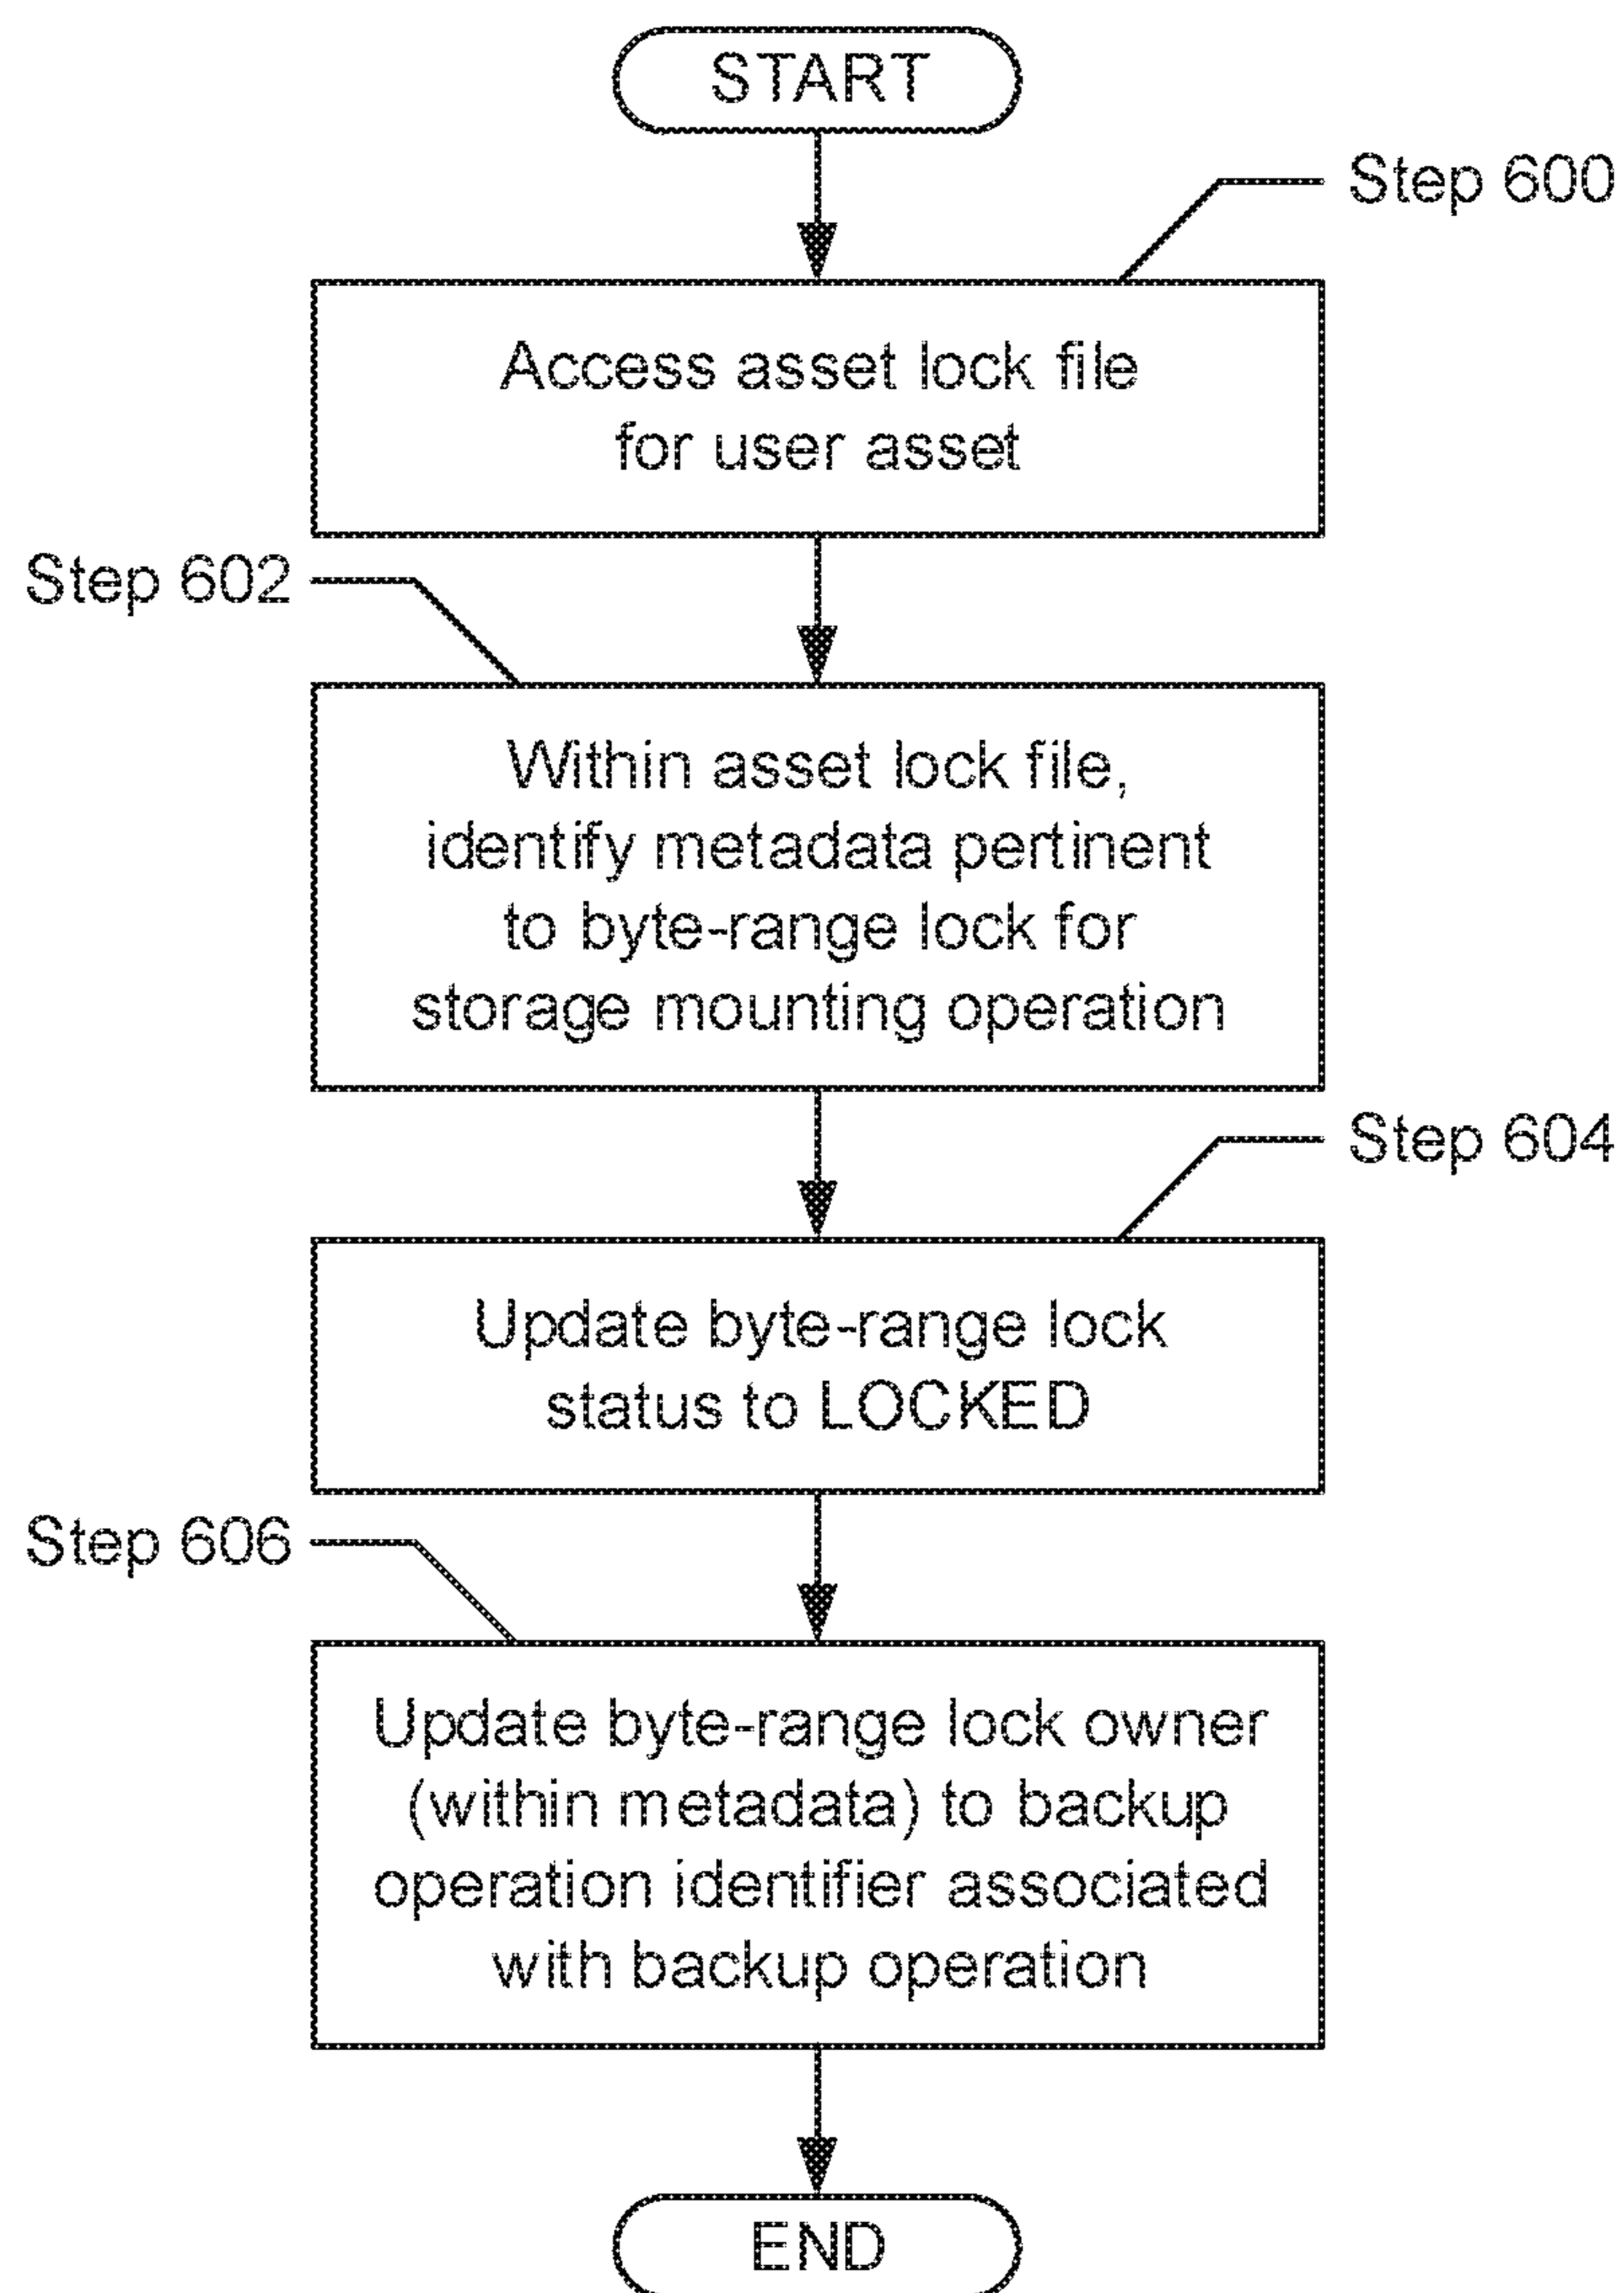 START
Step 600
Access asset lock file
for user asset
Step 602
Within asset lock file,
identify metadata pertinent
to byte-range lock for
storage mounting operation
Step 604
Update byte-range lock
status to LOCKED
Step 606
Update byte-range lock owner
(within metadata) to backup
operation identifier associated
with backup operation
END